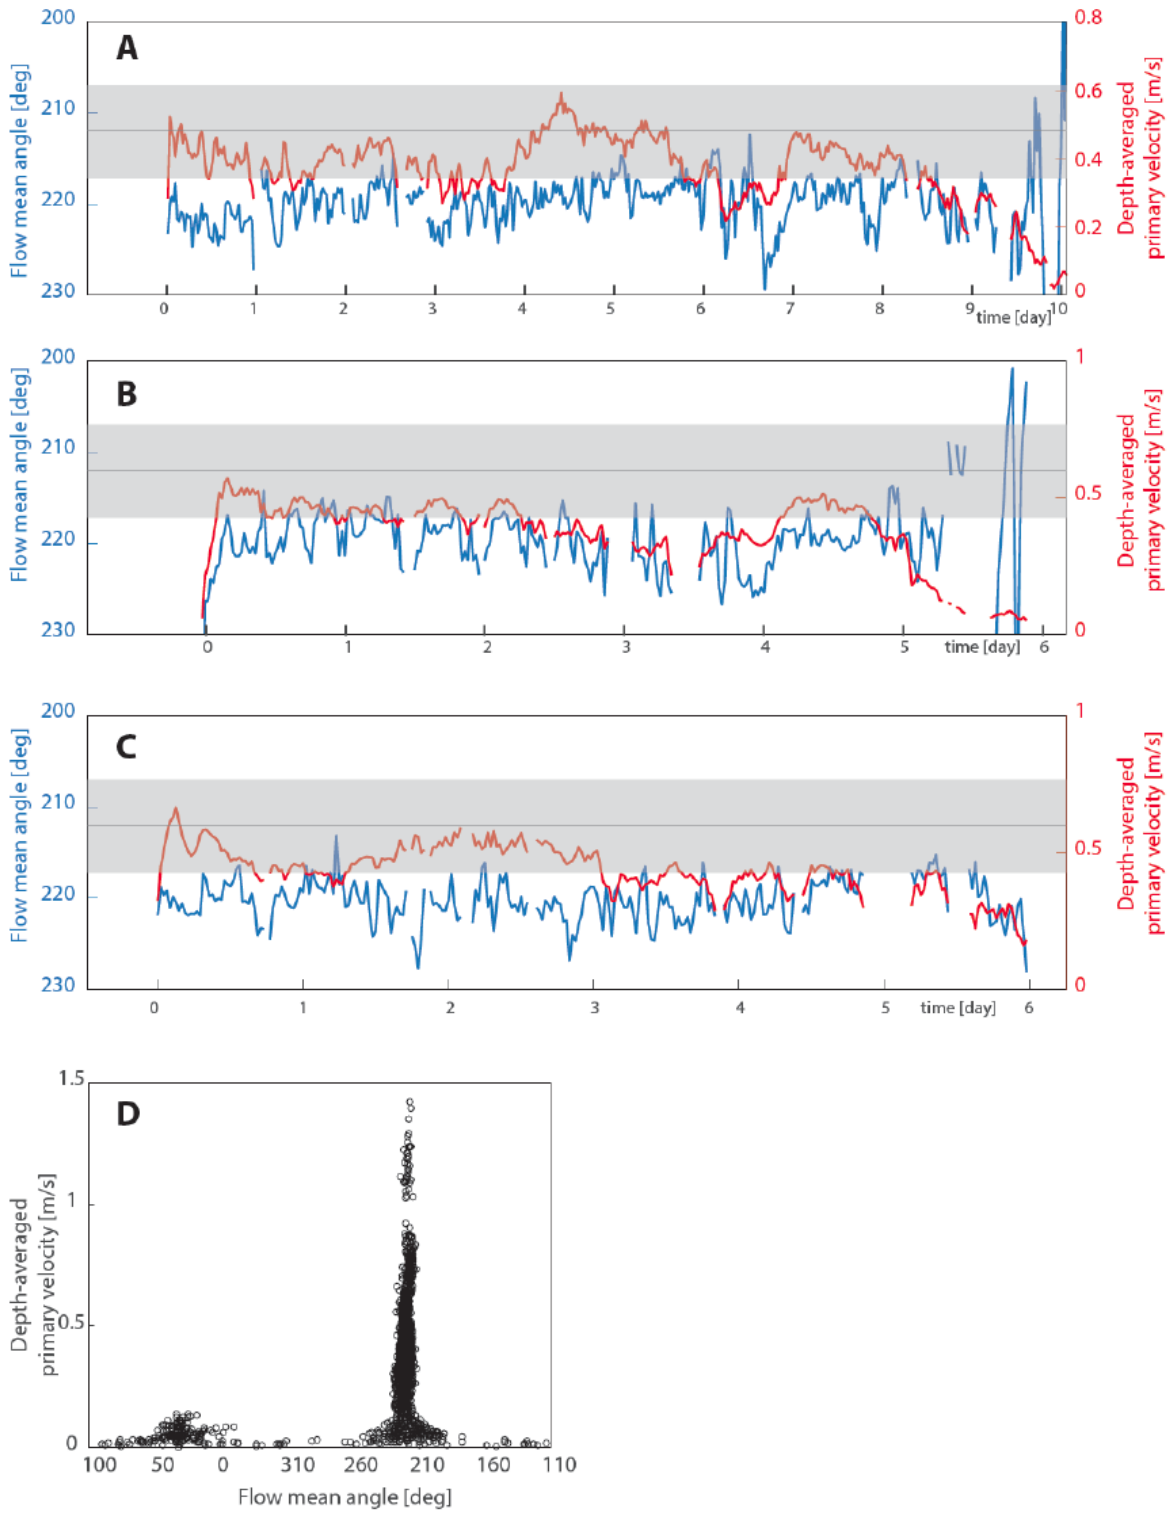 A
Flow mean angle [deg]
200
210
220
230
0.8
0.6
0.4
0.2
0
Depth-averaged
primary velocity [m/s]
0 1 2 3 4 5 6 7 8 9 10
time [day]
B
Flow mean angle [deg]
200
210
220
230
1
0.5
0
Depth-averaged
primary velocity [m/s]
0 1 2 3 4 5 6
time [day]
C
Flow mean angle [deg]
200
210
220
230
1
0.5
0
Depth-averaged
primary velocity [m/s]
0 1 2 3 4 5 6
time [day]
D
Depth-averaged
primary velocity [m/s]
1.5
1
0.5
0
100 50 0 310 260 210 160 110
Flow mean angle [deg]